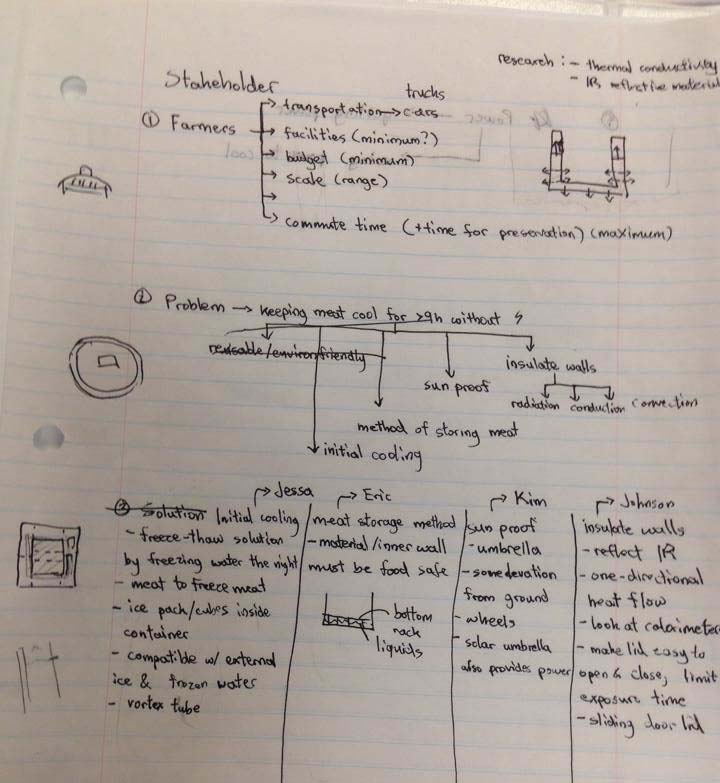 research : - thermal conductivity
- IR reflective material
Stakeholder
trucks
① Farmers
transportation → cars
facilities (minimum?)
budget (minimum)
scale (range)
commute time (+time for preservation) (maximum)
② Problem → keeping meat cool for >9h without ϟ
reusable/environ friendly
insulate walls
sun proof
radiation conduction convection
method of storing meat
initial cooling
Jessa
③ Solution Initial cooling
- freeze-thaw solution
by freezing water the night
- meat to freeze meat
- ice pack/cubes inside
container
- compatible w/ external
ice & frozen water
- vortex tube
Eric
meat storage method
- material/inner wall
must be food safe
bottom
rack
liquids
Kim
sun proof
- umbrella
- some elevation
from ground
- wheels
- solar umbrella
also provides power
Johnson
insulate walls
- reflect IR
- one-directional
heat flow
- look at calorimeter
- make lid easy to
open & close, limit
exposure time
- sliding door lid